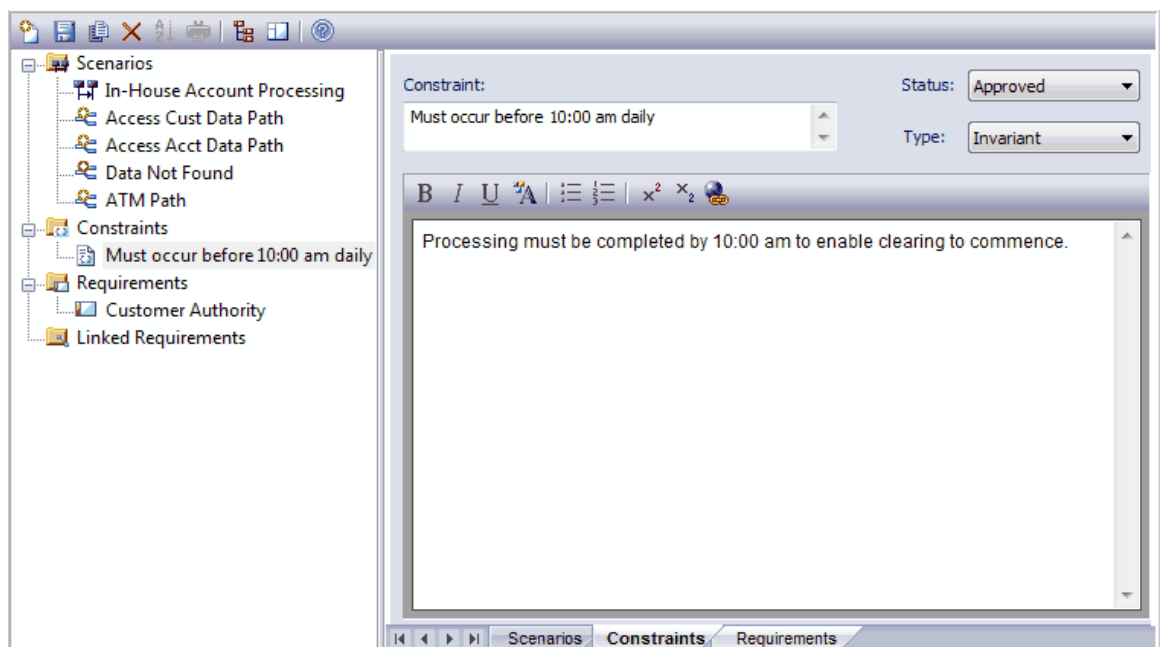 Scenarios
In-House Account Processing
Access Cust Data Path
Access Acct Data Path
Data Not Found
ATM Path
Constraints
Must occur before 10:00 am daily
Requirements
Customer Authority
Linked Requirements
Constraint:
Must occur before 10:00 am daily
Status: Approved
Type: Invariant
B I U A x² ×₂
Processing must be completed by 10:00 am to enable clearing to commence.
Scenarios Constraints Requirements